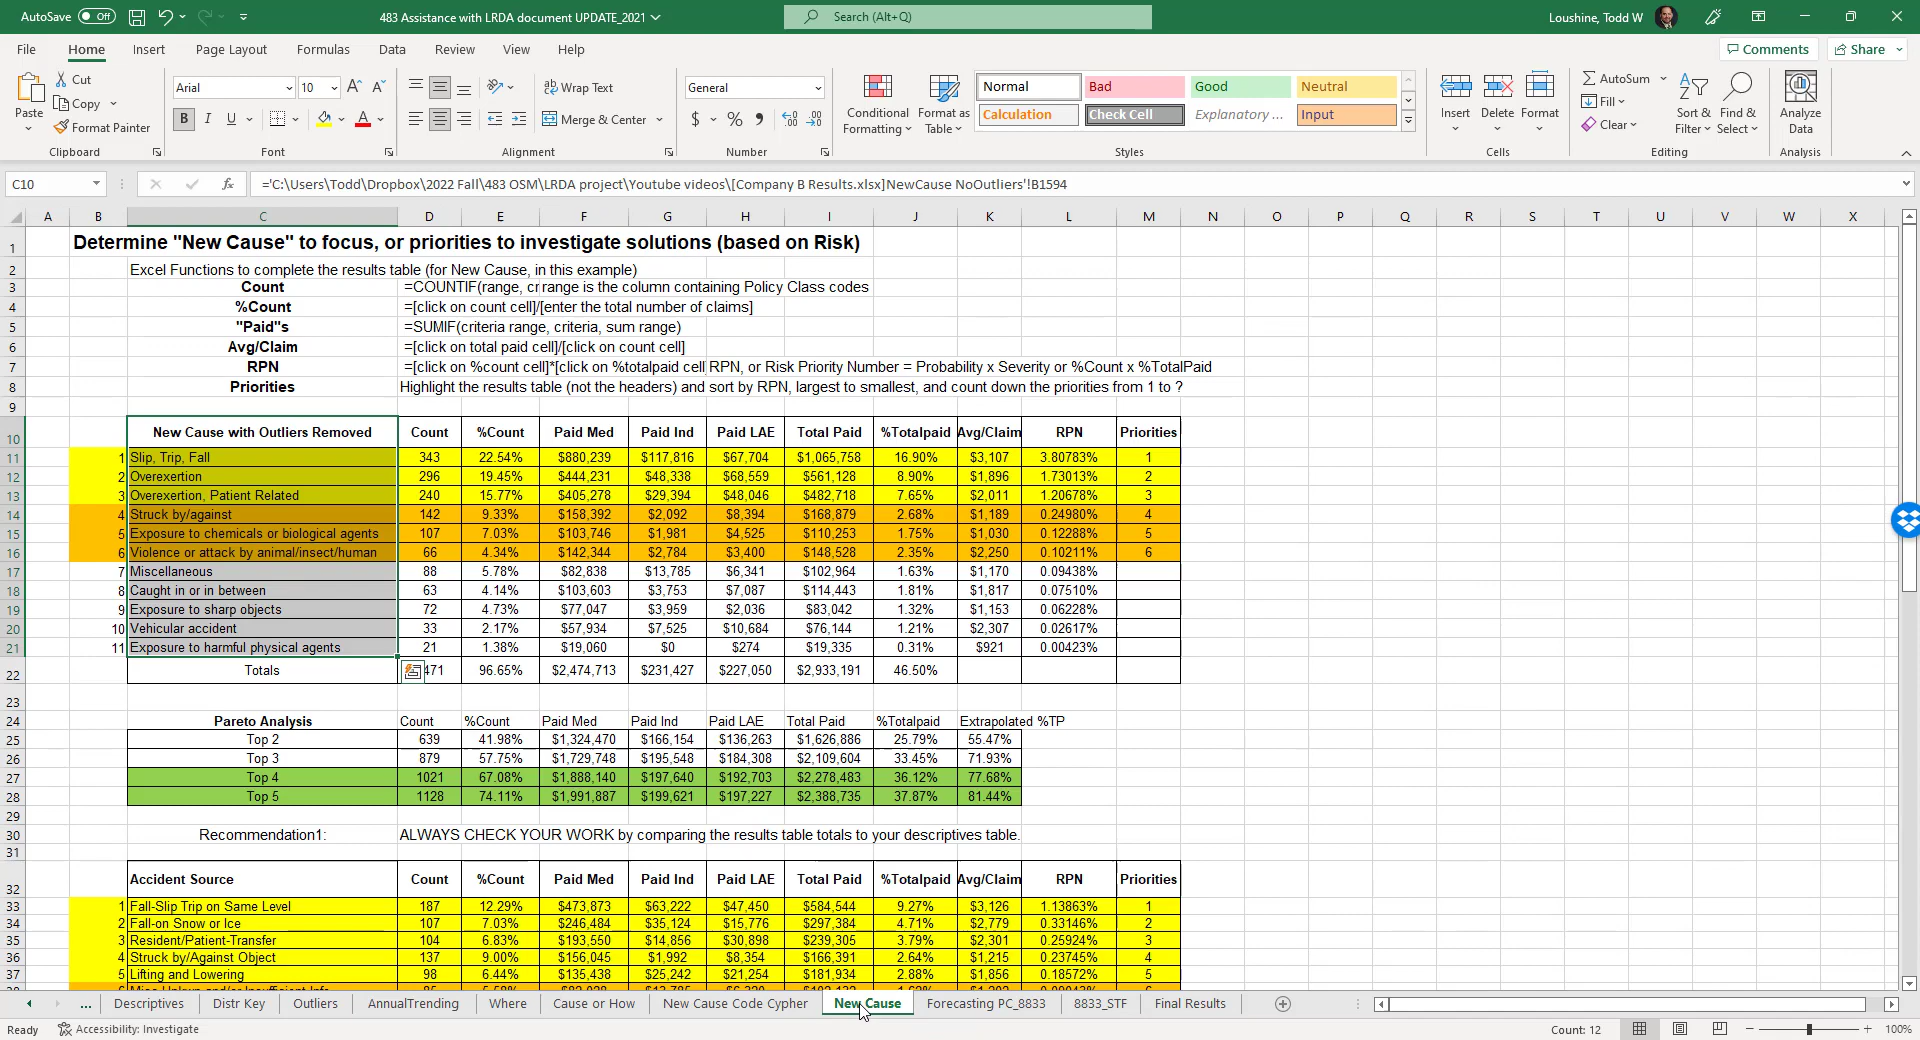 AutoSave Off 483 Assistance with LRDA document UPDATE_2021 Search (Alt+Q) Loushine, Todd W
File Home Insert Page Layout Formulas Data Review View Help Comments Share
Paste Cut Copy Format Painter
Arial 10 B I U A A A
Wrap Text Merge & Center
General $ %
Conditional Formatting Format as Table
Normal Bad Good Neutral
Calculation Check Cell Explanatory ... Input
Insert Delete Format
AutoSum Fill Clear
Sort & Filter Find & Select Analyze Data
Clipboard Font Alignment Number Styles Cells Editing Analysis
C10 fx ='C:\Users\Todd\Dropbox\2022 Fall\483 OSM\LRDA project\Youtube videos\[Company B Results.xlsx]NewCause NoOutliers'!B1594
A B C D E F G H I J K L M N O P Q R S T U V W X
1 Determine "New Cause" to focus, or priorities to investigate solutions (based on Risk)
2 Excel Functions to complete the results table (for New Cause, in this example)
3 Count =COUNTIF(range, cr range is the column containing Policy Class codes
4 %Count =[click on count cell]/[enter the total number of claims]
5 "Paid"s =SUMIF(criteria range, criteria, sum range)
6 Avg/Claim =[click on total paid cell]/[click on count cell]
7 RPN =[click on %count cell]*[click on %totalpaid cell RPN, or Risk Priority Number = Probability x Severity or %Count x %TotalPaid
8 Priorities Highlight the results table (not the headers) and sort by RPN, largest to smallest, and count down the priorities from 1 to ?
9
10 New Cause with Outliers Removed Count %Count Paid Med Paid Ind Paid LAE Total Paid %Totalpaid Avg/Claim RPN Priorities
11 1 Slip, Trip, Fall 343 22.54% $880,239 $117,816 $67,704 $1,065,758 16.90% $3,107 3.80783% 1
12 2 Overexertion 296 19.45% $444,231 $48,338 $68,559 $561,128 8.90% $1,896 1.73013% 2
13 3 Overexertion, Patient Related 240 15.77% $405,278 $29,394 $48,046 $482,718 7.65% $2,011 1.20678% 3
14 4 Struck by/against 142 9.33% $158,392 $2,092 $8,394 $168,879 2.68% $1,189 0.24980% 4
15 5 Exposure to chemicals or biological agents 107 7.03% $103,746 $1,981 $4,525 $110,253 1.75% $1,030 0.12288% 5
16 6 Violence or attack by animal/insect/human 66 4.34% $142,344 $2,784 $3,400 $148,528 2.35% $2,250 0.10211% 6
17 7 Miscellaneous 88 5.78% $82,838 $13,785 $6,341 $102,964 1.63% $1,170 0.09438%
18 8 Caught in or in between 63 4.14% $103,603 $3,753 $7,087 $114,443 1.81% $1,817 0.07510%
19 9 Exposure to sharp objects 72 4.73% $77,047 $3,959 $2,036 $83,042 1.32% $1,153 0.06228%
20 10 Vehicular accident 33 2.17% $57,934 $7,525 $10,684 $76,144 1.21% $2,307 0.02617%
21 11 Exposure to harmful physical agents 21 1.38% $19,060 $0 $274 $19,335 0.31% $921 0.00423%
22 Totals 471 96.65% $2,474,713 $231,427 $227,050 $2,933,191 46.50%
23
24 Pareto Analysis Count %Count Paid Med Paid Ind Paid LAE Total Paid %Totalpaid Extrapolated %TP
25 Top 2 639 41.98% $1,324,470 $166,154 $136,263 $1,626,886 25.79% 55.47%
26 Top 3 879 57.75% $1,729,748 $195,548 $184,308 $2,109,604 33.45% 71.93%
27 Top 4 1021 67.08% $1,888,140 $197,640 $192,703 $2,278,483 36.12% 77.68%
28 Top 5 1128 74.11% $1,991,887 $199,621 $197,227 $2,388,735 37.87% 81.44%
29
30 Recommendation1: ALWAYS CHECK YOUR WORK by comparing the results table totals to your descriptives table.
31
32 Accident Source Count %Count Paid Med Paid Ind Paid LAE Total Paid %Totalpaid Avg/Claim RPN Priorities
33 1 Fall-Slip Trip on Same Level 187 12.29% $473,873 $63,222 $47,450 $584,544 9.27% $3,126 1.13863% 1
34 2 Fall-on Snow or Ice 107 7.03% $246,484 $35,124 $15,776 $297,384 4.71% $2,779 0.33146% 2
35 3 Resident/Patient-Transfer 104 6.83% $193,550 $14,856 $30,898 $239,305 3.79% $2,301 0.25924% 3
36 4 Struck by/Against Object 137 9.00% $156,045 $1,992 $8,354 $166,391 2.64% $1,215 0.23745% 4
37 5 Lifting and Lowering 98 6.44% $135,438 $25,242 $21,254 $181,934 2.88% $1,856 0.18572% 5
... Descriptives Distr Key Outliers AnnualTrending Where Cause or How New Cause Code Cypher New Cause Forecasting PC_8833 8833_STF Final Results
Ready Accessibility: Investigate Count: 12 100%